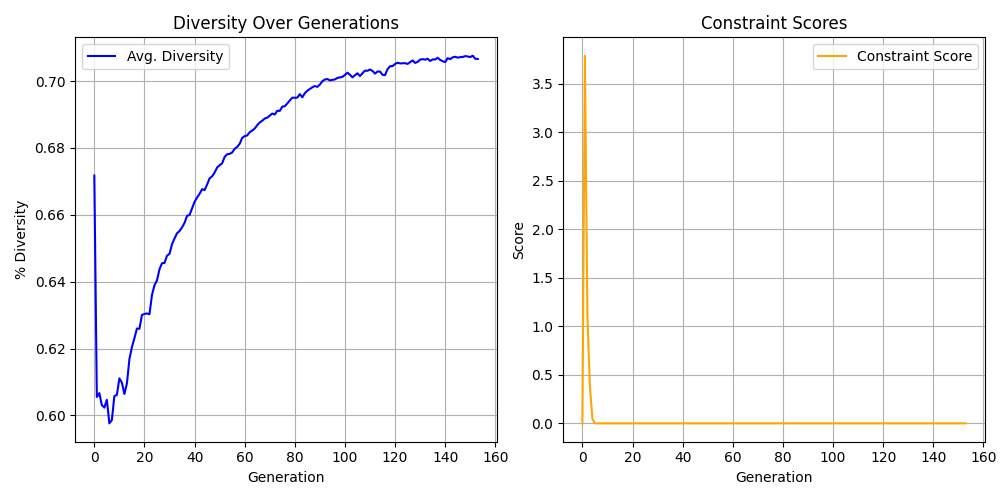 Diversity Over Generations
Avg. Diversity
% Diversity
0.70
0.68
0.66
0.64
0.62
0.60
0 20 40 60 80 100 120 140 160
Generation
Constraint Scores
Constraint Score
Score
3.5
3.0
2.5
2.0
1.5
1.0
0.5
0.0
0 20 40 60 80 100 120 140 160
Generation